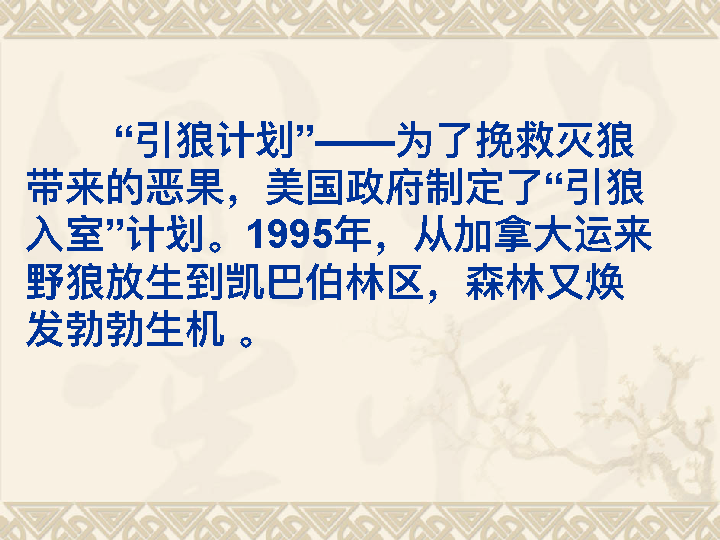 “引狼计划”——为了挽救灭狼
带来的恶果，美国政府制定了“引狼
入室”计划。1995年，从加拿大运来
野狼放生到凯巴伯林区，森林又焕
发勃勃生机 。